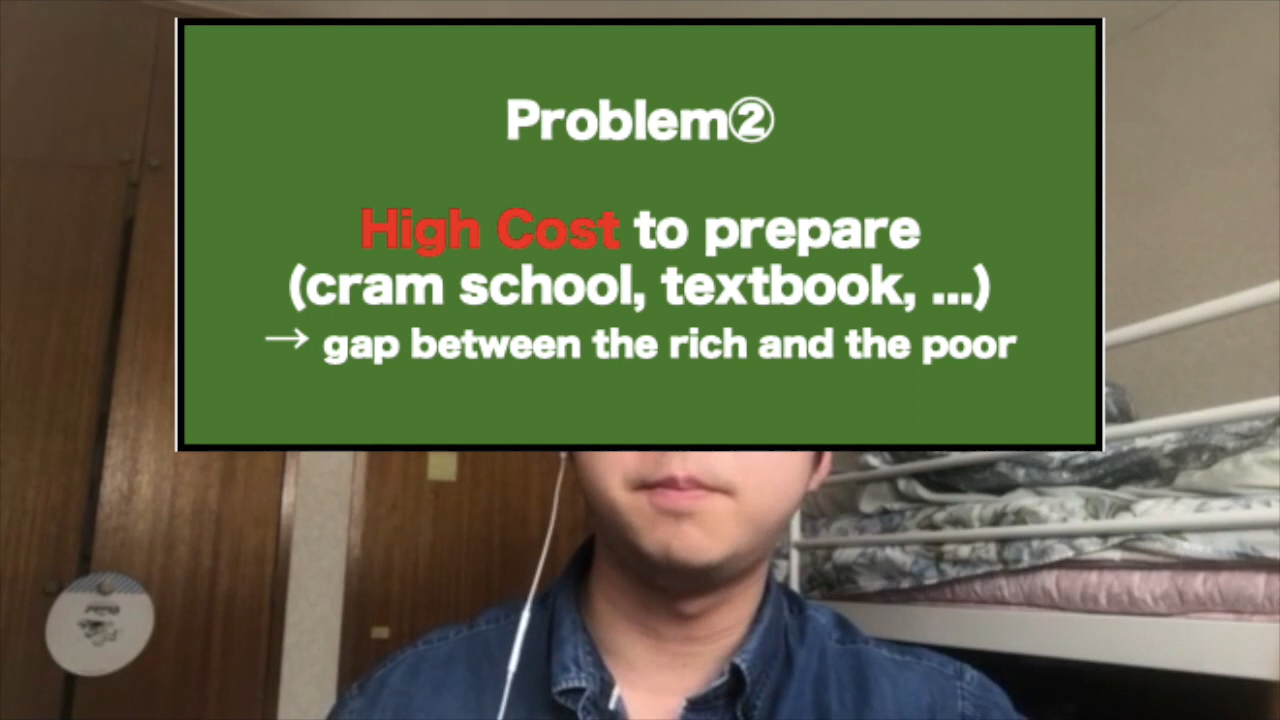 Problem②
High Cost to prepare
(cram school, textbook, ...)
→ gap between the rich and the poor